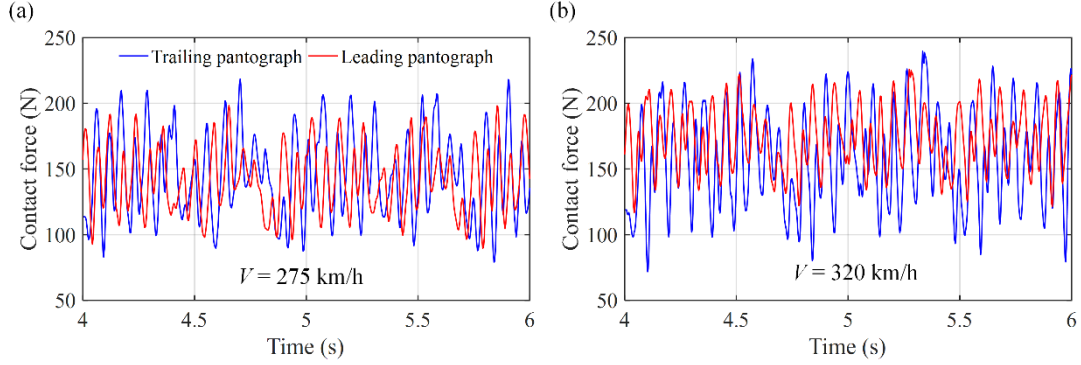 (a)
Contact force (N)
250
200
150
100
50
Trailing pantograph Leading pantograph
V = 275 km/h
4 4.5 5 5.5 6
Time (s)
(b)
Contact force (N)
250
200
150
100
50
V = 320 km/h
4 4.5 5 5.5 6
Time (s)